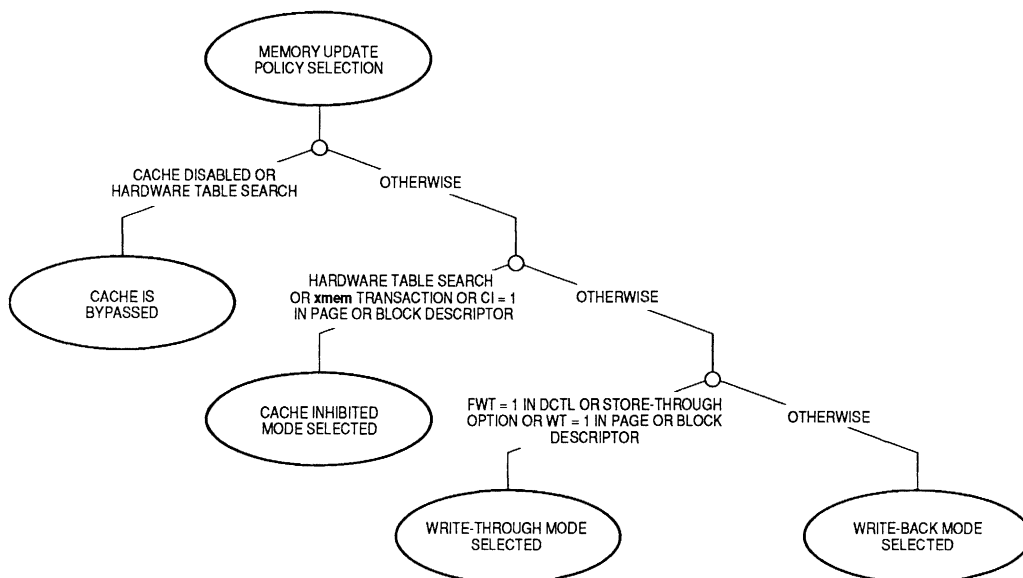 MEMORY UPDATE
POLICY SELECTION
CACHE DISABLED OR
HARDWARE TABLE SEARCH
OTHERWISE
CACHE IS
BYPASSED
HARDWARE TABLE SEARCH
OR xmem TRANSACTION OR CI = 1
IN PAGE OR BLOCK DESCRIPTOR
OTHERWISE
CACHE INHIBITED
MODE SELECTED
FWT = 1 IN DCTL OR STORE-THROUGH
OPTION OR WT = 1 IN PAGE OR BLOCK
DESCRIPTOR
OTHERWISE
WRITE-THROUGH MODE
SELECTED
WRITE-BACK MODE
SELECTED